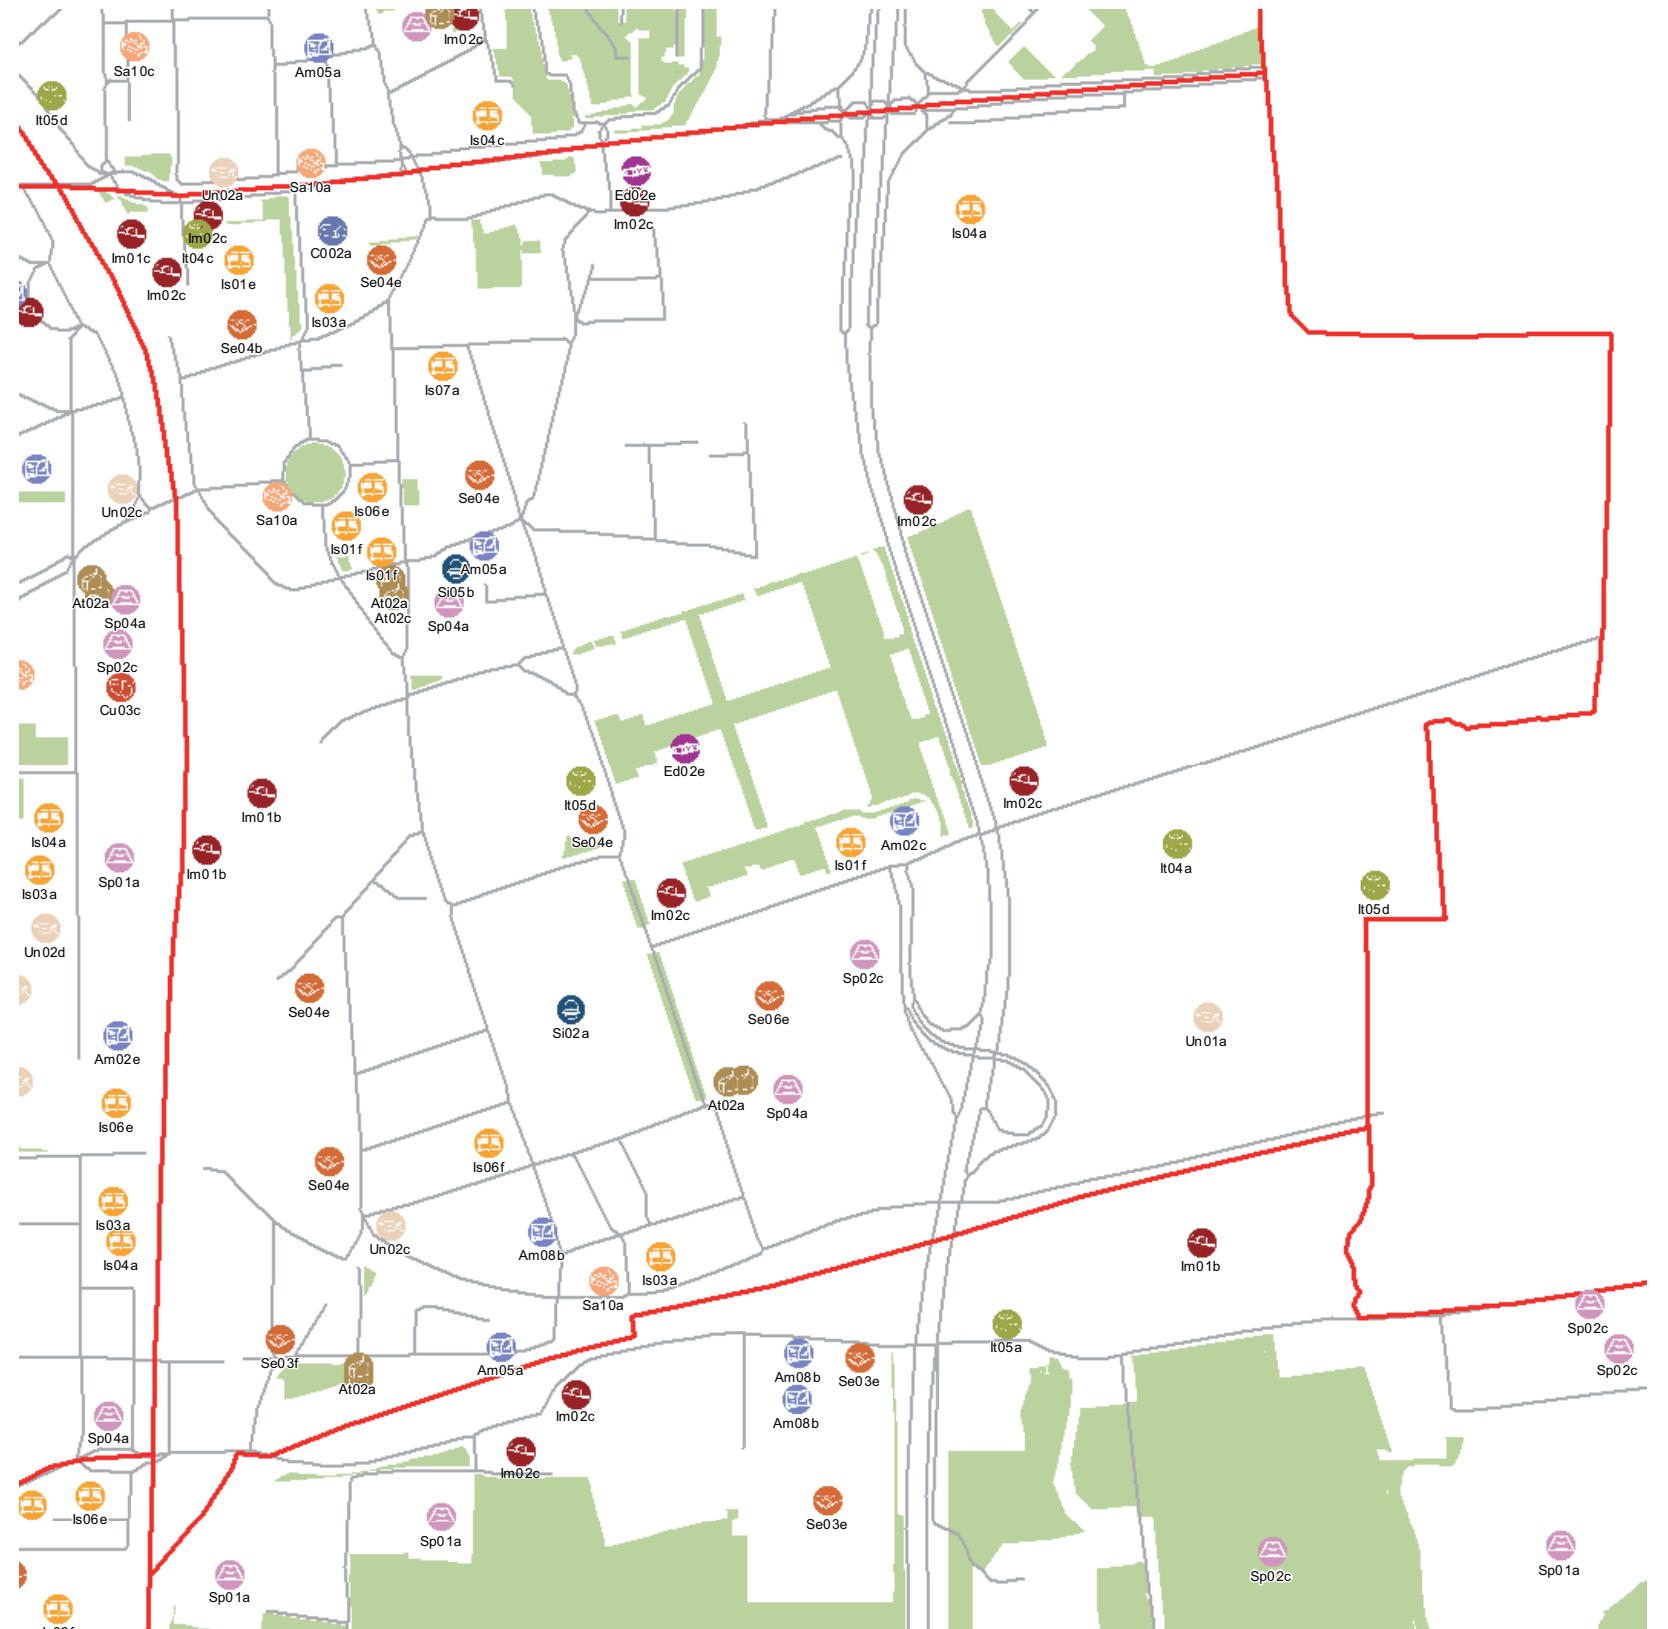 Im02c
Sa10c
Am05a
It05d
Is04c
Un02a
Sa10a
Ed02e
Im02c
Is04a
Im01c
Im02c
It04c
C002a
Im02c
Is01e
Se04e
Is03a
Se04b
Is07a
Un02c
Sa10a
Is06e
Se04e
Im02c
Is01f
Is01f
Am05a
Si05b
At02a
At02a
At02c
Sp04a
Sp04a
Sp02c
Cu03c
Ed02e
It05d
Im02c
Im01b
Is04a
Se04e
Am02c
Is01f
It04a
Sp01a
Im01b
Is03a
Im02c
It05d
Un02d
Sp02c
Se04e
Se06e
Si02a
Un01a
Am02e
At02a
Sp04a
Is06e
Is06f
Se04e
Is03a
Un02c
Am08b
Is04a
Is03a
Im01b
Sa10a
Sp02c
Se03f
Am05a
It05a
Am08b
Se03e
Sp02c
At02a
Im02c
Am08b
Sp04a
Im02c
Is06e
Se03e
Sp01a
Sp02c
Sp01a
Sp01a